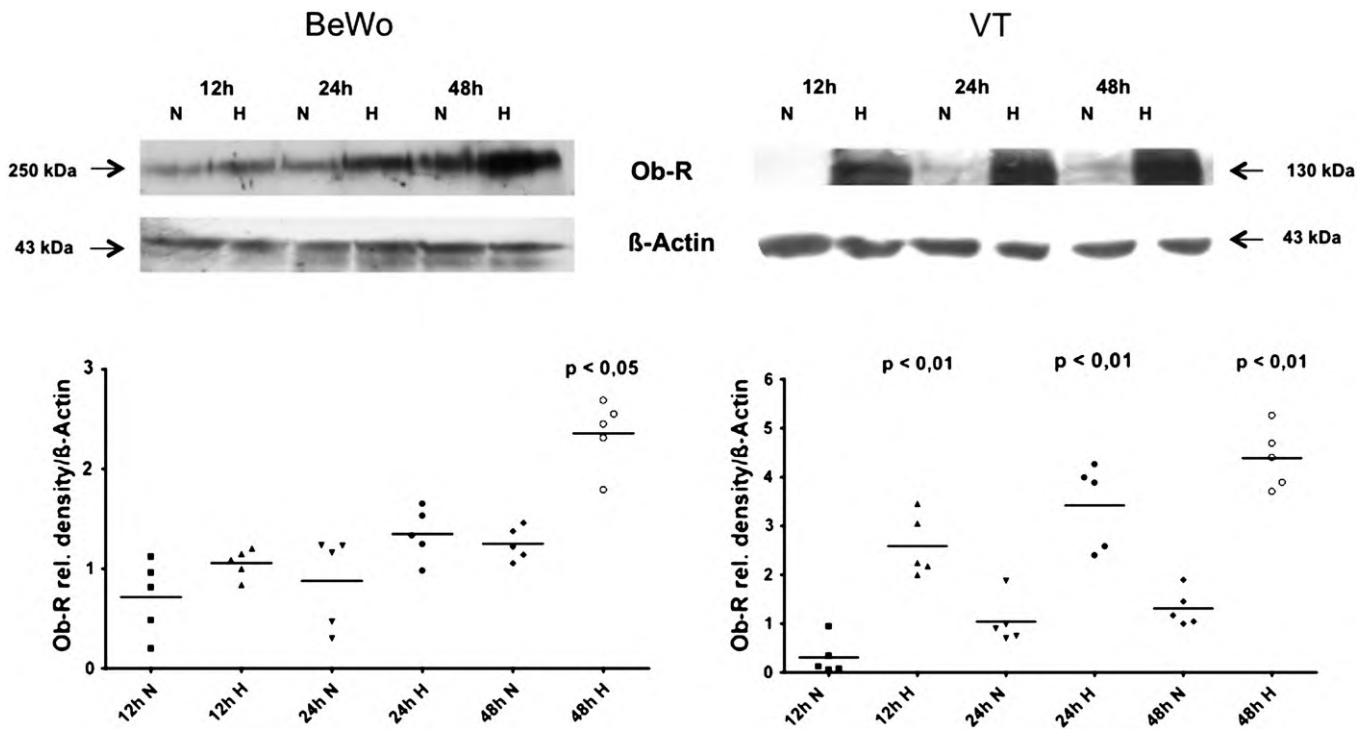 BeWo
VT
12h 24h 48h
N H N H N H
12h 24h 48h
N H N H N H
250 kDa
Ob-R
130 kDa
43 kDa
ß-Actin
43 kDa
p < 0,05
3
2
1
0
Ob-R rel. density/ß-Actin
12h N
12h H
24h N
24h H
48h N
48h H
p < 0,01
p < 0,01
p < 0,01
6
5
4
3
2
1
0
Ob-R rel. density/ß-Actin
12h N
12h H
24h N
24h H
48h N
48h H